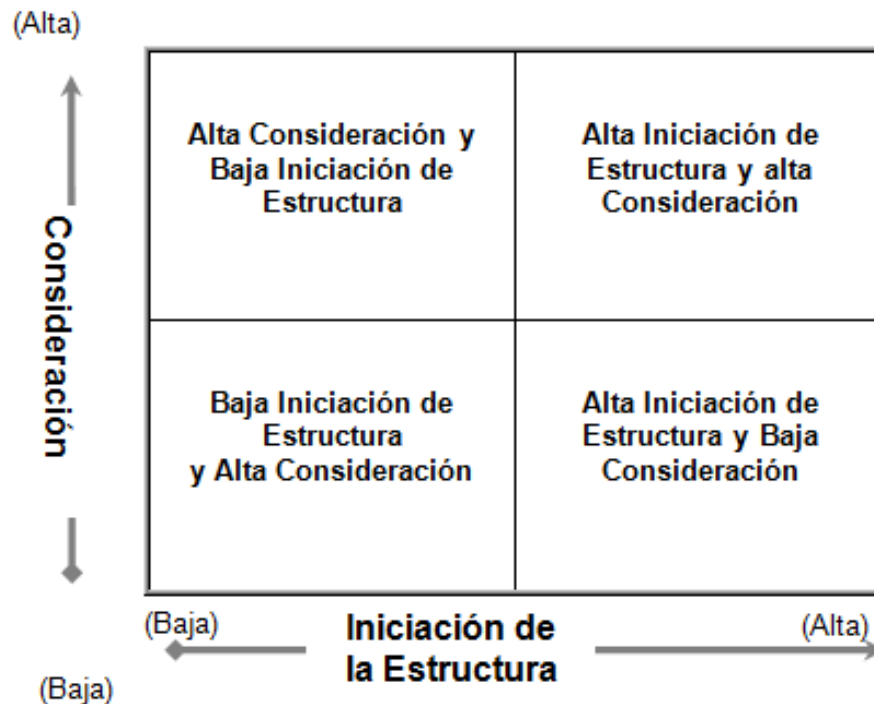 (Alta)
Alta Consideración y
Baja Iniciación de
Estructura
Alta Iniciación de
Estructura y alta
Consideración
Consideración
Baja Iniciación de
Estructura
y Alta Consideración
Alta Iniciación de
Estructura y Baja
Consideración
(Baja)
Iniciación de
la Estructura
(Alta)
(Baja)